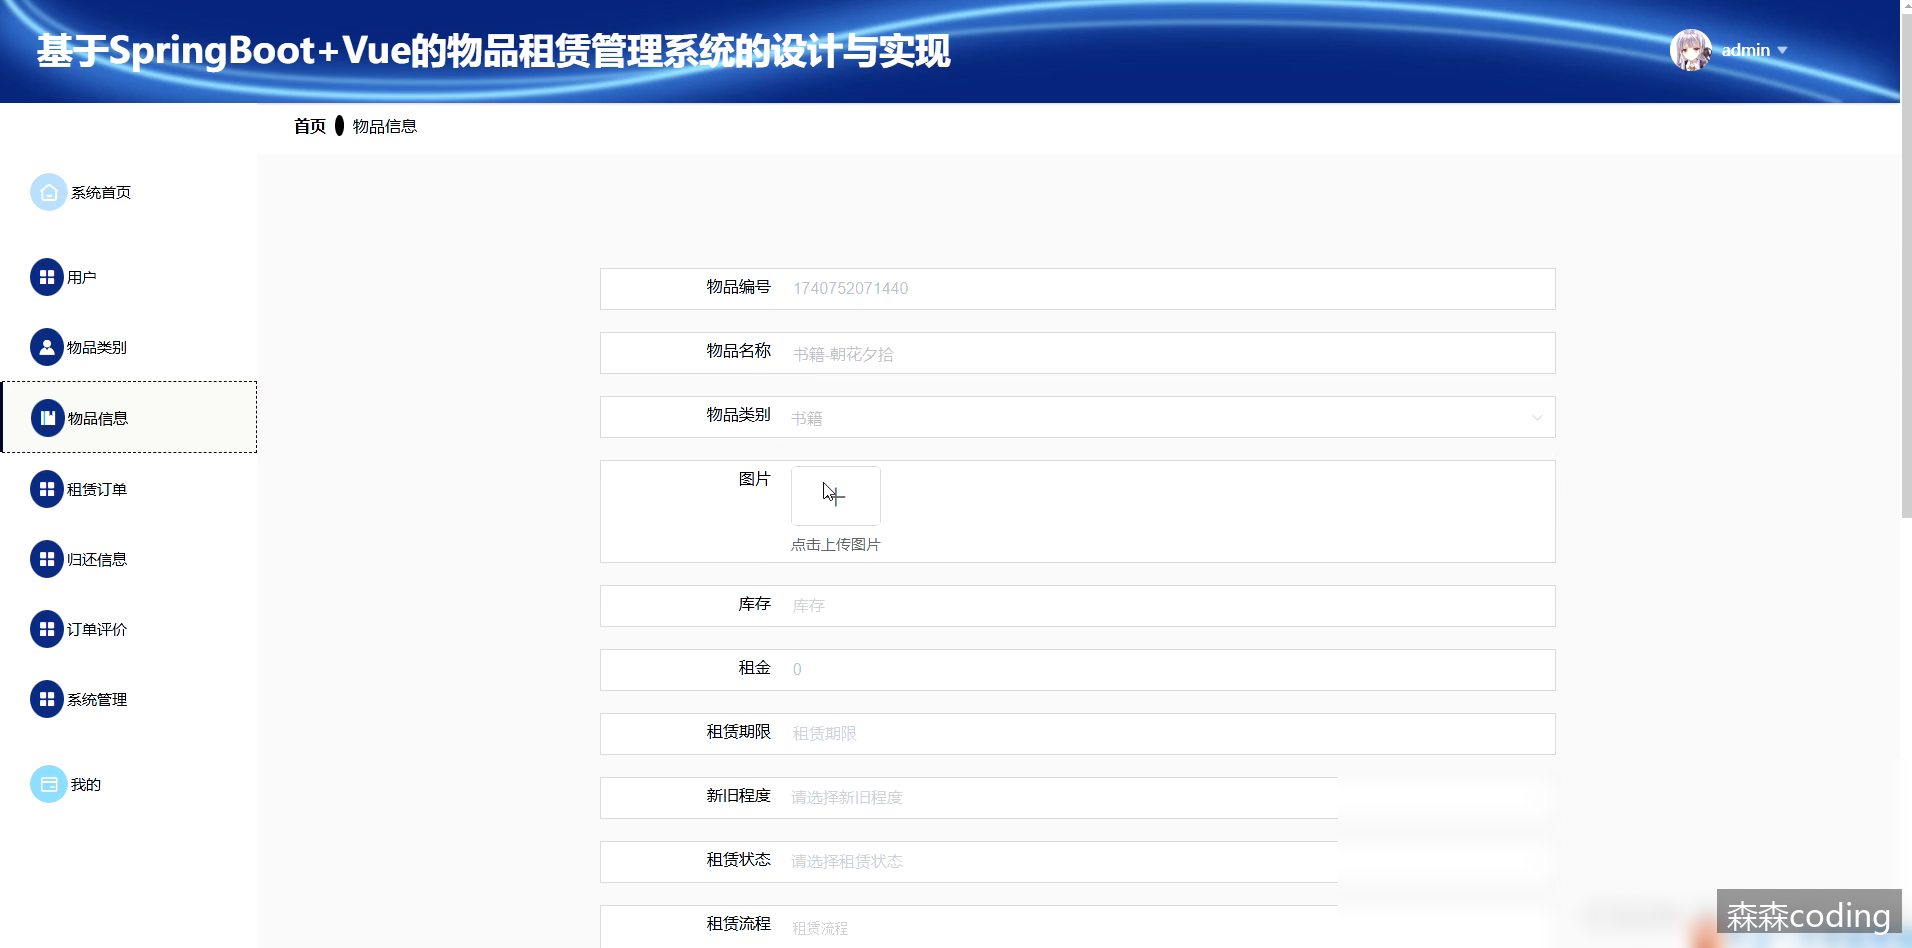 基于SpringBoot+Vue的物品租赁管理系统的设计与实现
admin
首页 物品信息
系统首页
用户
物品类别
物品信息
租赁订单
归还信息
订单评价
系统管理
我的
物品编号 1740752071440
物品名称 书籍-朝花夕拾
物品类别 书籍
图片
点击上传图片
库存 库存
租金 0
租赁期限 租赁期限
新旧程度 请选择新旧程度
租赁状态 请选择租赁状态
租赁流程 租赁流程
森森coding